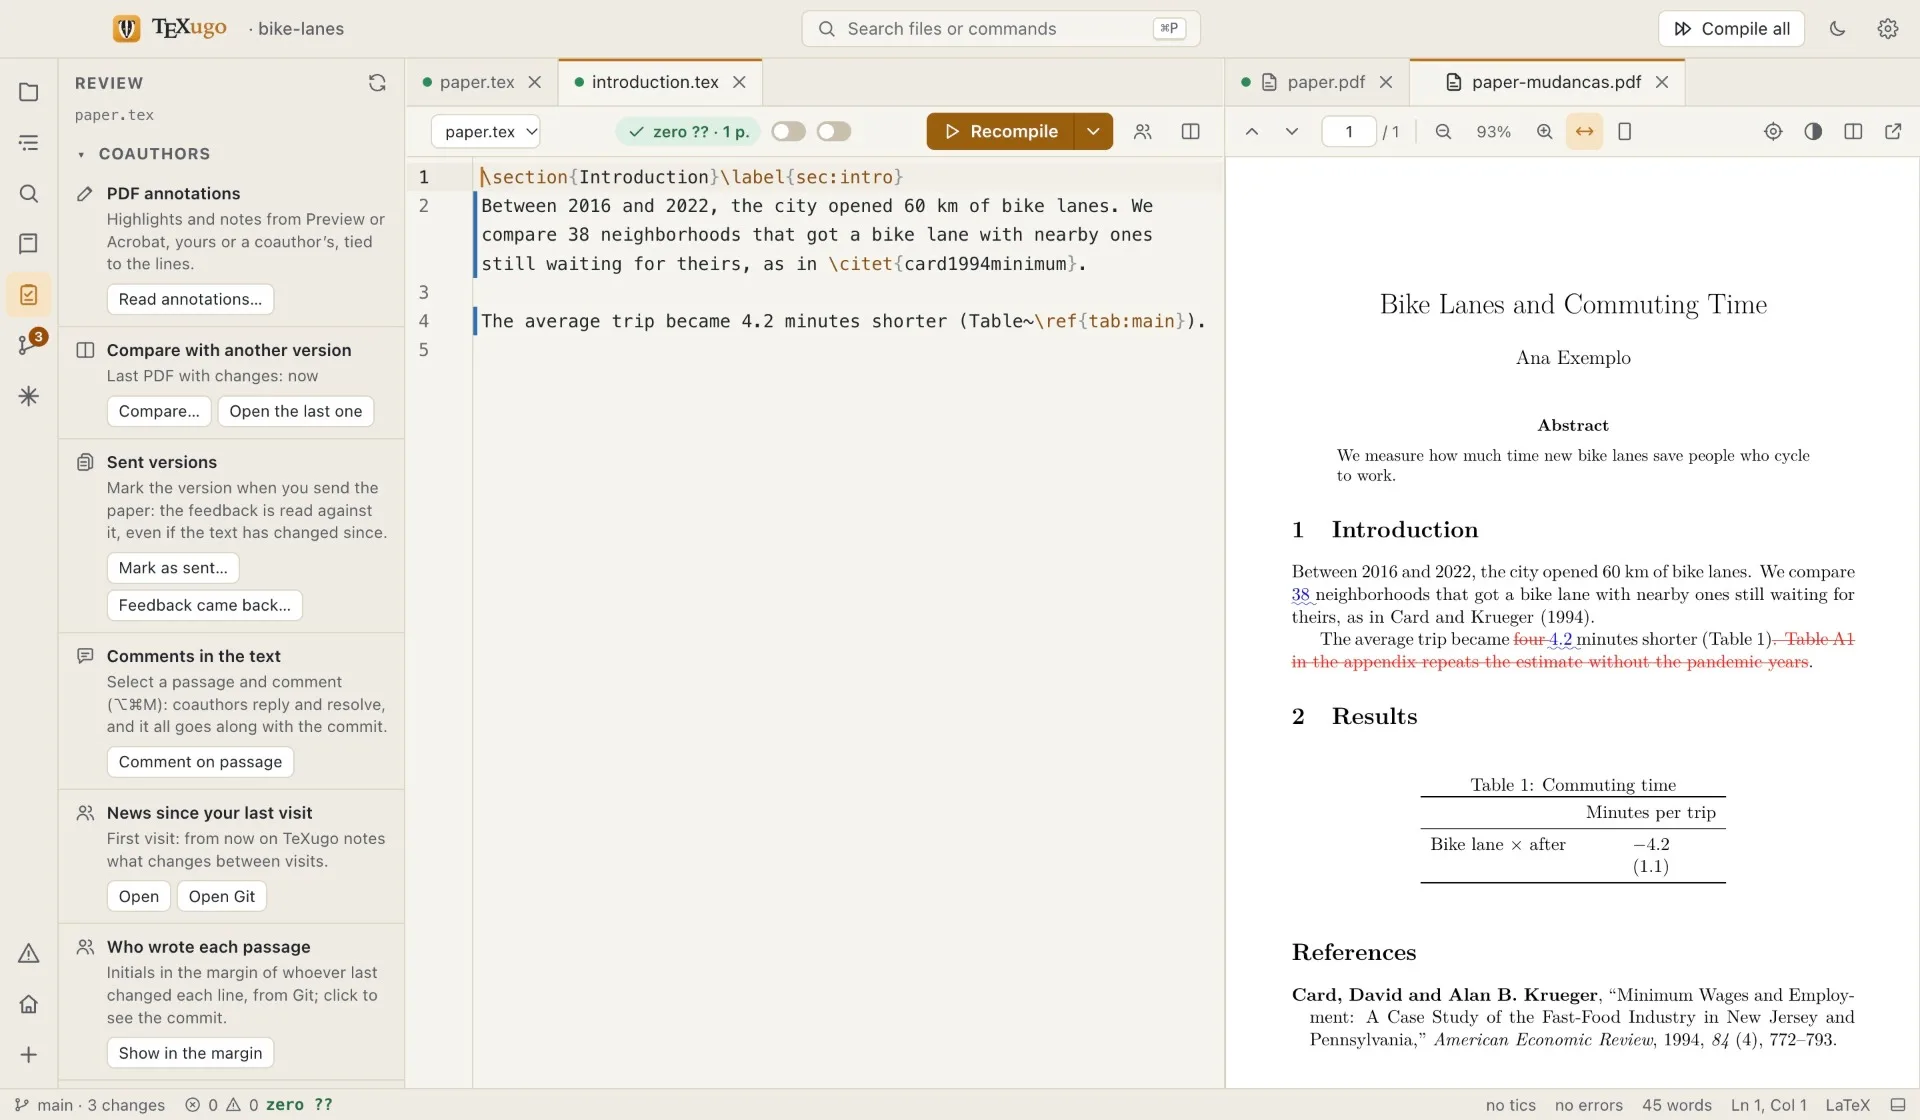 TEXugo · bike-lanes
Search files or commands ⌘P
Compile all
REVIEW
paper.tex
COAUTHORS
PDF annotations
Highlights and notes from Preview or
Acrobat, yours or a coauthor's, tied
to the lines.
Read annotations...
Compare with another version
Last PDF with changes: now
Compare... Open the last one
Sent versions
Mark the version when you send the
paper: the feedback is read against
it, even if the text has changed since.
Mark as sent...
Feedback came back...
Comments in the text
Select a passage and comment
(⌥⌘M): coauthors reply and resolve,
and it all goes along with the commit.
Comment on passage
News since your last visit
First visit: from now on TeXugo notes
what changes between visits.
Open Open Git
Who wrote each passage
Initials in the margin of whoever last
changed each line, from Git; click to
see the commit.
Show in the margin
3
paper.tex introduction.tex
paper.tex zero ?? · 1 p. Recompile
1 \section{Introduction}\label{sec:intro}
2 Between 2016 and 2022, the city opened 60 km of bike lanes. We
compare 38 neighborhoods that got a bike lane with nearby ones
still waiting for theirs, as in \citet{card1994minimum}.
3
4 The average trip became 4.2 minutes shorter (Table~\ref{tab:main}).
5
paper.pdf paper-mudancas.pdf
1 / 1 93%
Bike Lanes and Commuting Time
Ana Exemplo
Abstract
We measure how much time new bike lanes save people who cycle
to work.
1 Introduction
Between 2016 and 2022, the city opened 60 km of bike lanes. We compare
38 neighborhoods that got a bike lane with nearby ones still waiting for
theirs, as in Card and Krueger (1994).
The average trip became four 4.2 minutes shorter (Table 1). Table A1
in the appendix repeats the estimate without the pandemic years.
2 Results
Table 1: Commuting time
Minutes per trip
Bike lane × after −4.2
(1.1)
References
Card, David and Alan B. Krueger, “Minimum Wages and Employ-
ment: A Case Study of the Fast-Food Industry in New Jersey and
Pennsylvania,” American Economic Review, 1994, 84 (4), 772–793.
main · 3 changes 0 0 zero ??
no tics no errors 45 words Ln 1, Col 1 LaTeX